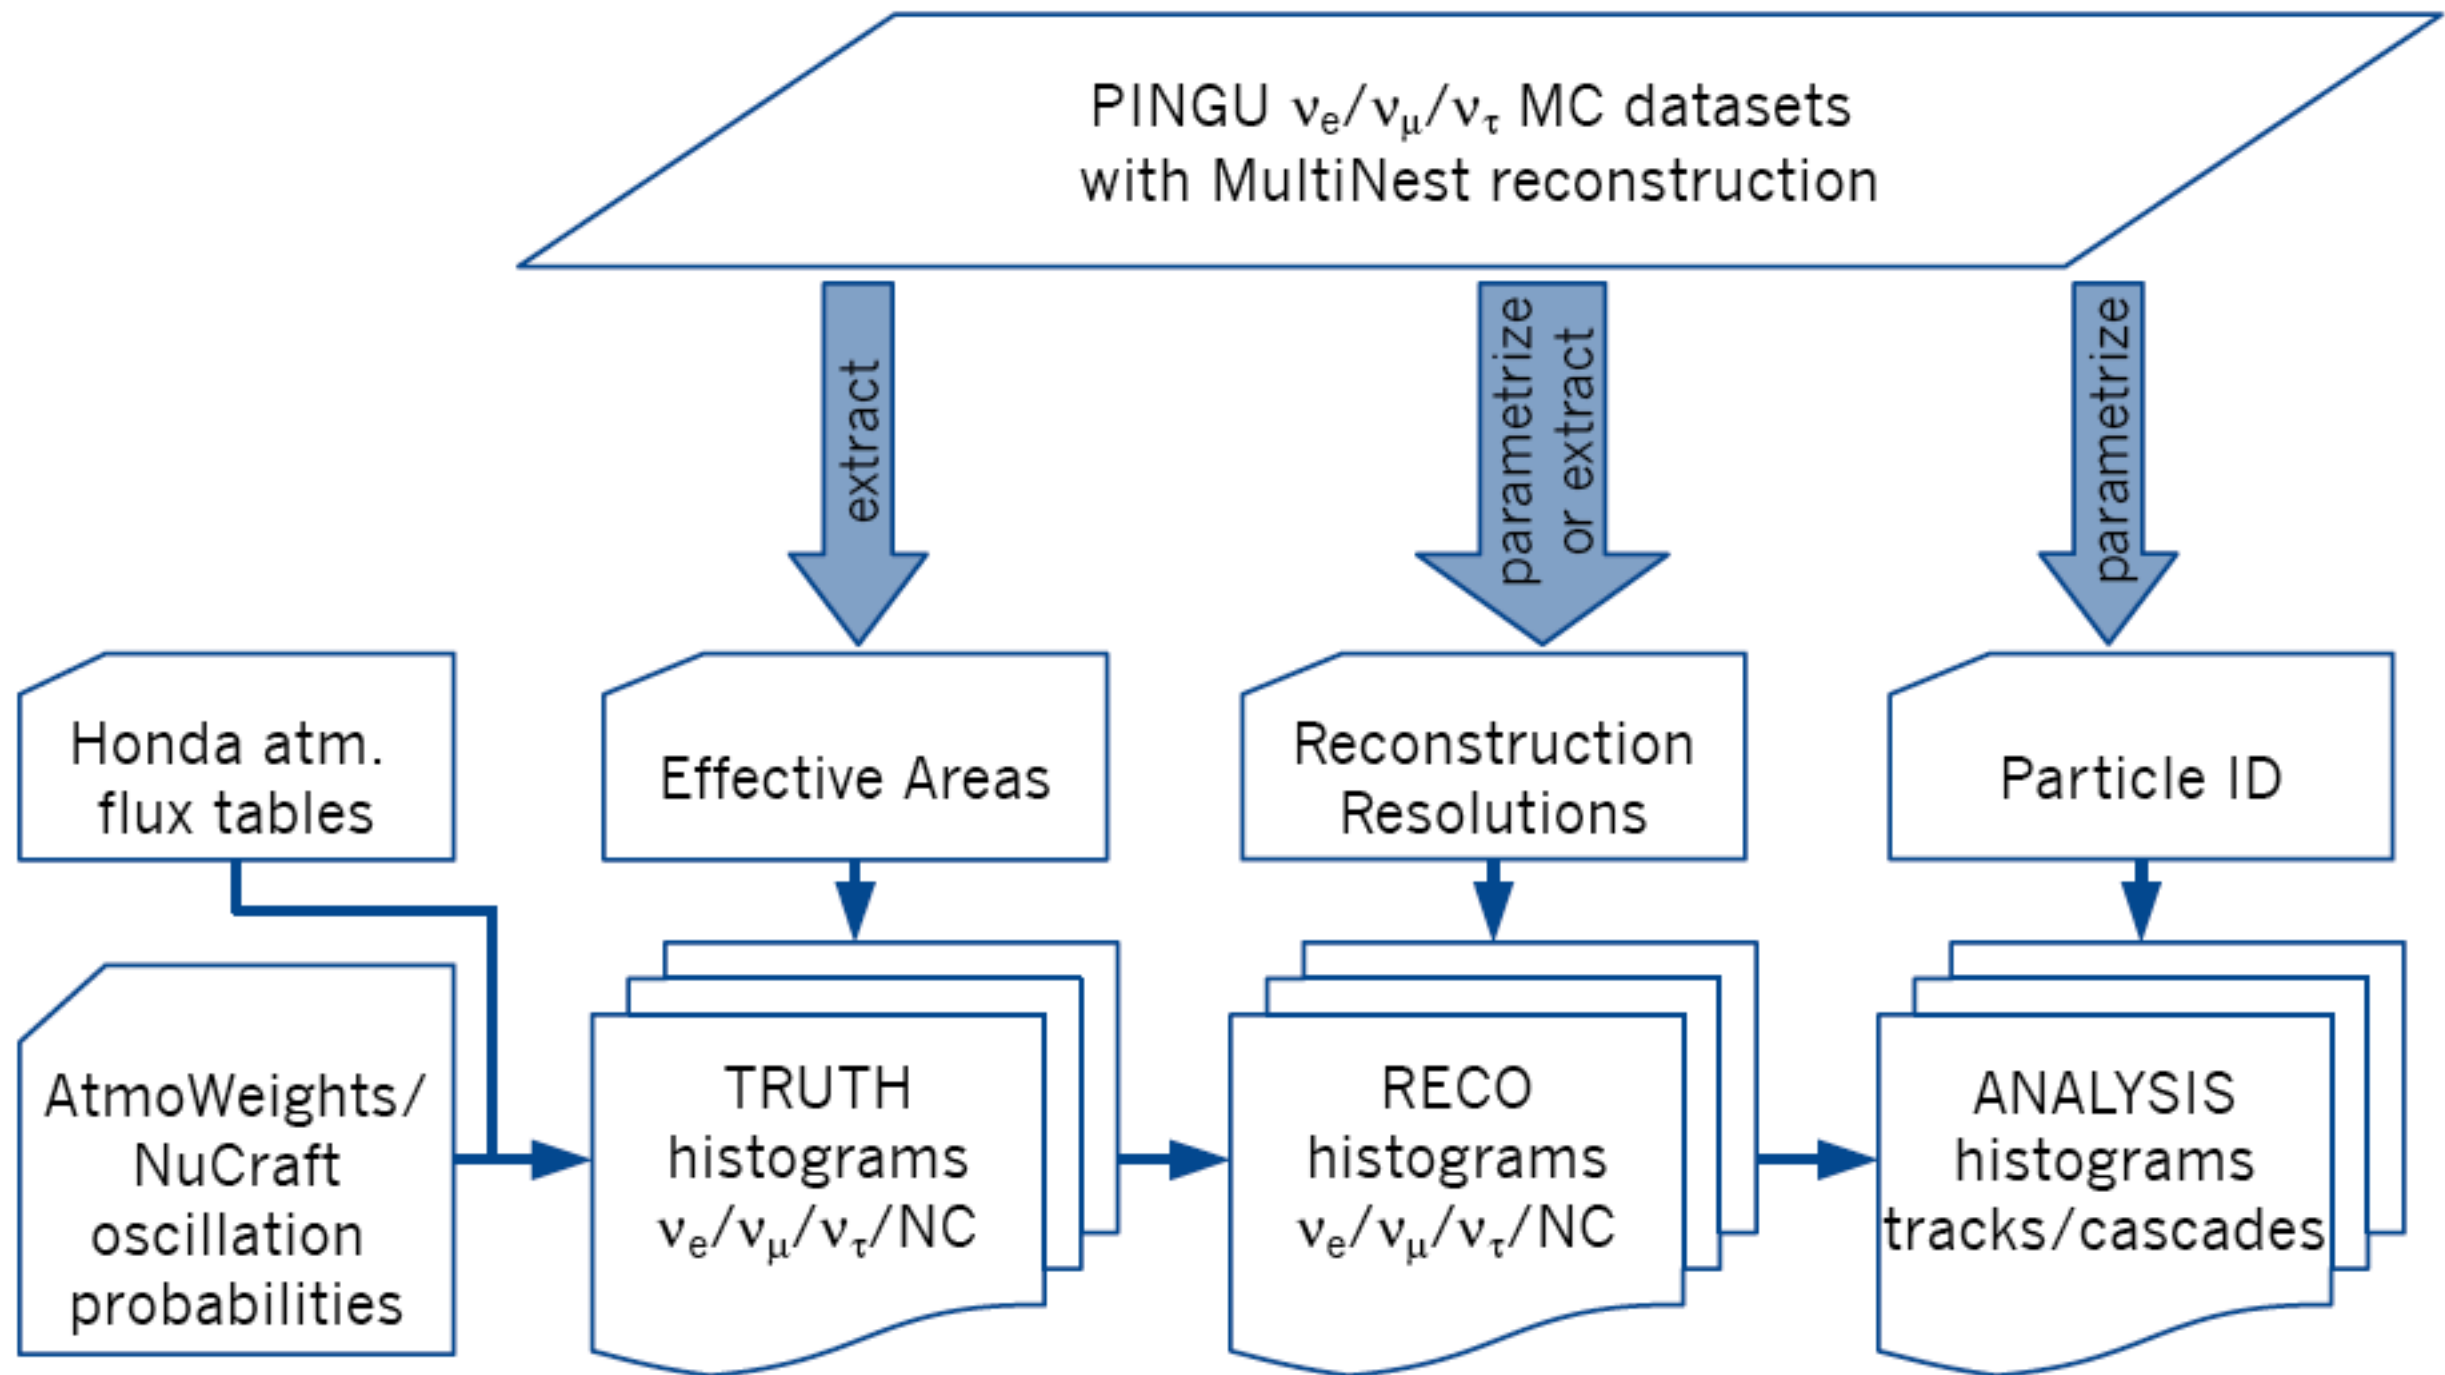 PINGU νe/νμ/ντ MC datasets
with MultiNest reconstruction
extract
parametrize
or extract
parametrize
Honda atm.
flux tables
Effective Areas
Reconstruction
Resolutions
Particle ID
AtmoWeights/
NuCraft
oscillation
probabilities
TRUTH
histograms
νe/νμ/ντ/NC
RECO
histograms
νe/νμ/ντ/NC
ANALYSIS
histograms
tracks/cascades